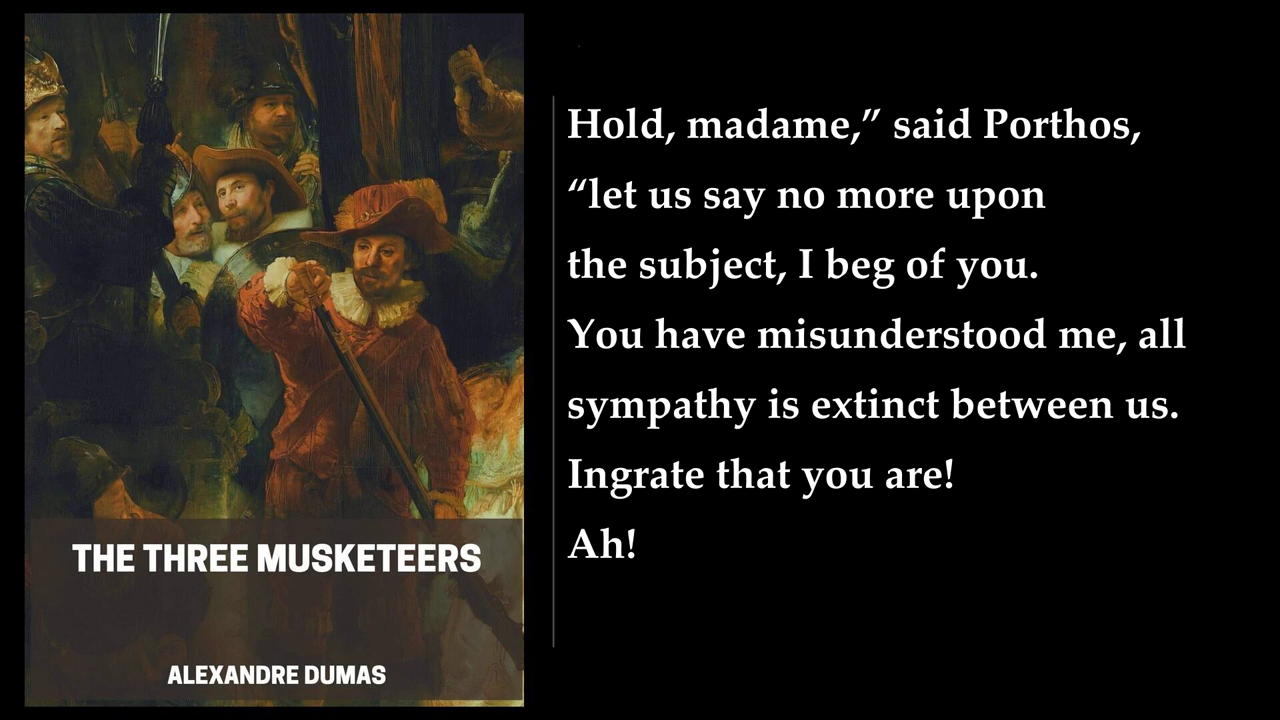 THE THREE MUSKETEERS
ALEXANDRE DUMAS
Hold, madame,” said Porthos,
“let us say no more upon
the subject, I beg of you.
You have misunderstood me, all
sympathy is extinct between us.
Ingrate that you are!
Ah!